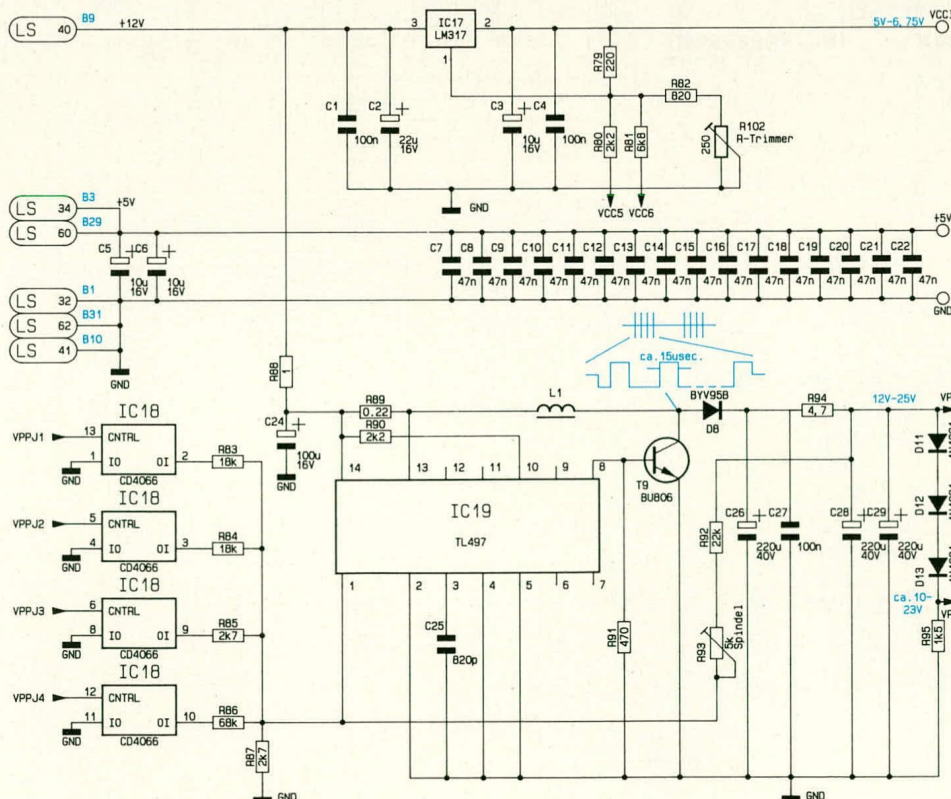 LS 40 B9 +12V
3 IC17 LM317 2
1
5V-6,75V
R79 220
R82 820
C1 100n
C2 + 22u 16V
C3 + 10u 16V
C4 100n
R80 2k2
R81 6k8
250 R102 R-Trimmer
GND
VCC5 VCC6
LS 34 B3 +5V
LS 60 B29
+5V
C5 + 10u 16V
C6 + 10u 16V
C7 C8 C9 C10 C11 C12 C13 C14 C15 C16 C17 C18 C19 C20 C21 C22
47n 47n 47n 47n 47n 47n 47n 47n 47n 47n 47n 47n 47n 47n 47n 47n
LS 32 B1
GND
LS 62 B31
LS 41 B10
GND
ca.15usec.
R88 1
R89 0.22
R90 2k2
L1
BYV95B D8
R94 4,7
12V-25V
C24 + 100u 16V
GND
IC18
VPPJ1 13 CNTRL
1 IO OI 2
R83 18k
GND CD4066
IC18
VPPJ2 5 CNTRL
4 IO OI 3
R84 18k
GND CD4066
IC18
VPPJ3 6 CNTRL
8 IO OI 9
R85 2k7
GND CD4066
IC18
VPPJ4 12 CNTRL
11 IO OI 10
R86 68k
GND CD4066
R87 2k7
GND
14 13 12 11 10 9 8
IC19
TL497
1 2 3 4 5 6 7
C25 820p
T9 BU806
R91 470
R92 22k
R93 5k Spindel
C26 + 220u 40V
C27 100n
C28 + 220u 40V
C29 + 220u 40V
D11
D12
D13
ca.10-23V
R95 1k5
GND